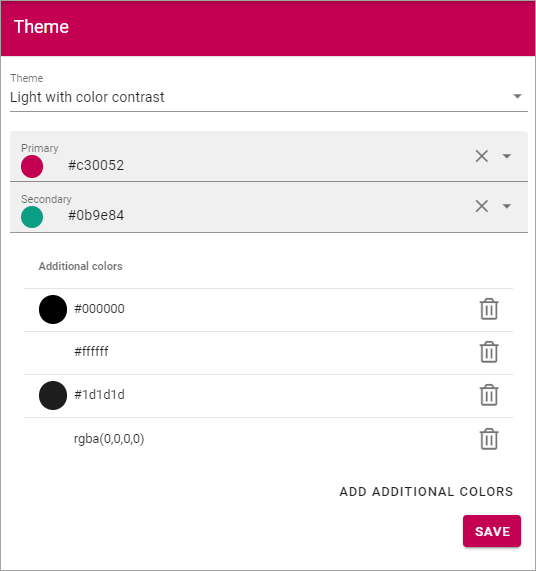 Theme
Theme
Light with color contrast
Primary
#c30052
Secondary
#0b9e84
Additional colors
#000000
#ffffff
#1d1d1d
rgba(0,0,0,0)
ADD ADDITIONAL COLORS
SAVE